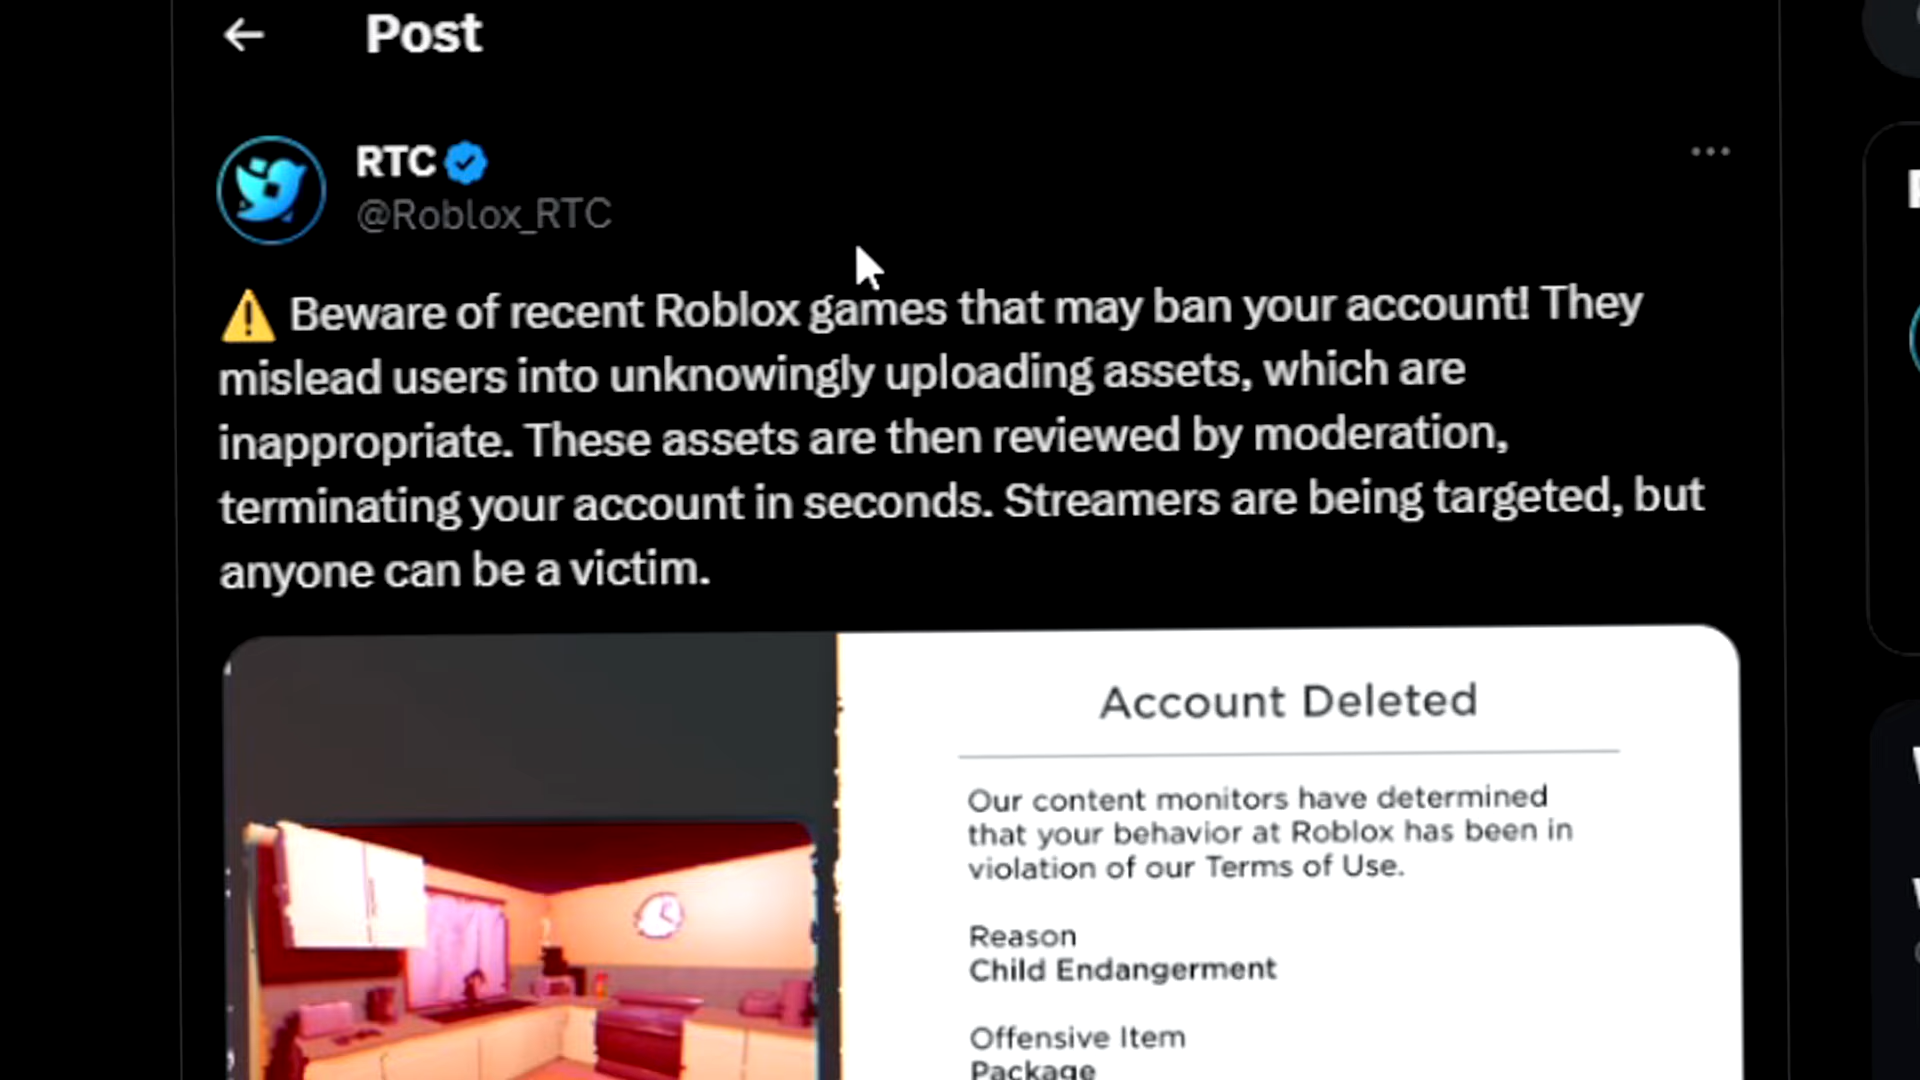 Post
RTC
@Roblox_RTC
⚠️ Beware of recent Roblox games that may ban your account! They
mislead users into unknowingly uploading assets, which are
inappropriate. These assets are then reviewed by moderation,
terminating your account in seconds. Streamers are being targeted, but
anyone can be a victim.
Account Deleted
Our content monitors have determined
that your behavior at Roblox has been in
violation of our Terms of Use.
Reason
Child Endangerment
Offensive Item
Package